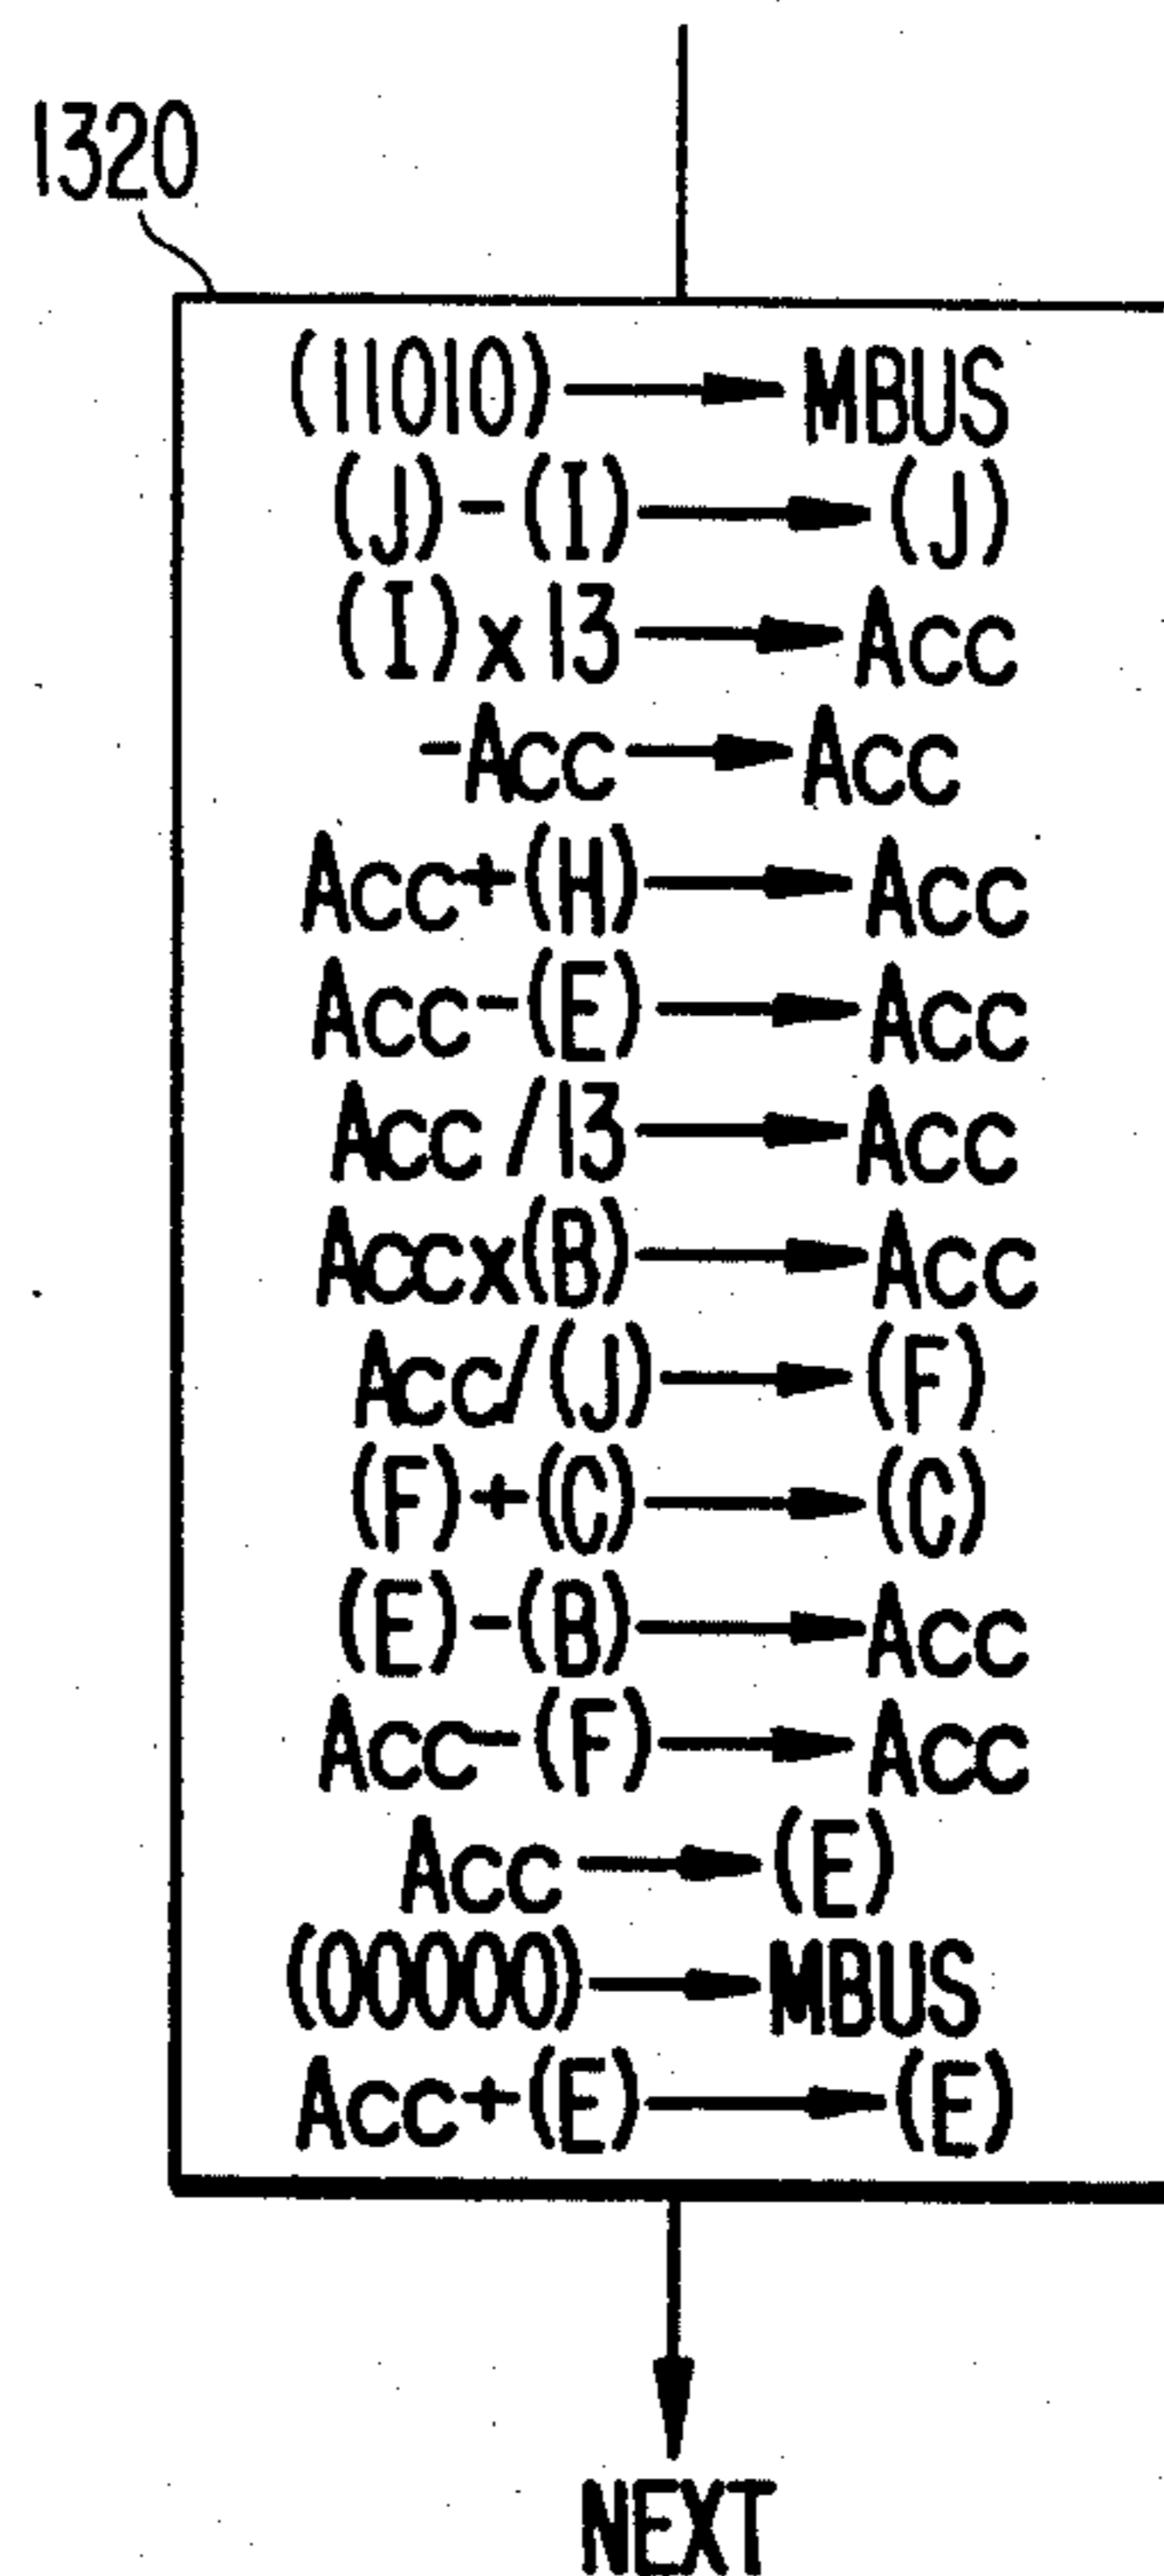 1320
(11010) → MBUS
(J)-(I) → (J)
(I)x13 → Acc
-Acc → Acc
Acc+(H) → Acc
Acc-(E) → Acc
Acc/13 → Acc
Accx(B) → Acc
Acc/(J) → (F)
(F)+(C) → (C)
(E)-(B) → Acc
Acc-(F) → Acc
Acc → (E)
(00000) → MBUS
Acc+(E) → (E)
NEXT